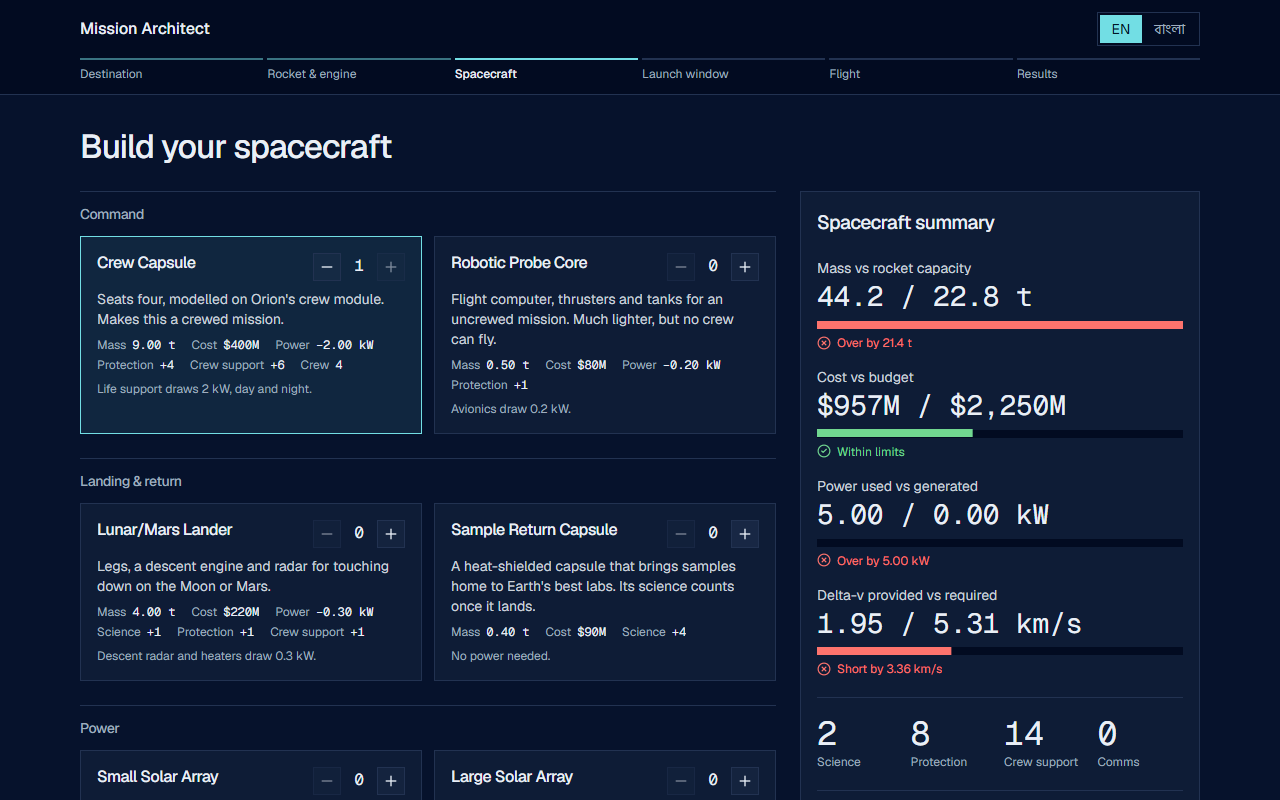 Mission Architect
EN
বাংলা
Destination
Rocket & engine
Spacecraft
Launch window
Flight
Results
Build your spacecraft
Command
Crew Capsule
− 1 +
Seats four, modelled on Orion's crew module.
Makes this a crewed mission.
Mass 9.00 t Cost $400M Power −2.00 kW
Protection +4 Crew support +6 Crew 4
Life support draws 2 kW, day and night.
Robotic Probe Core
− 0 +
Flight computer, thrusters and tanks for an
uncrewed mission. Much lighter, but no crew
can fly.
Mass 0.50 t Cost $80M Power −0.20 kW
Protection +1
Avionics draw 0.2 kW.
Landing & return
Lunar/Mars Lander
− 0 +
Legs, a descent engine and radar for touching
down on the Moon or Mars.
Mass 4.00 t Cost $220M Power −0.30 kW
Science +1 Protection +1 Crew support +1
Descent radar and heaters draw 0.3 kW.
Sample Return Capsule
− 0 +
A heat-shielded capsule that brings samples
home to Earth's best labs. Its science counts
once it lands.
Mass 0.40 t Cost $90M Science +4
No power needed.
Power
Small Solar Array
− 0 +
Large Solar Array
− 0 +
Spacecraft summary
Mass vs rocket capacity
44.2 / 22.8 t
Over by 21.4 t
Cost vs budget
$957M / $2,250M
Within limits
Power used vs generated
5.00 / 0.00 kW
Over by 5.00 kW
Delta-v provided vs required
1.95 / 5.31 km/s
Short by 3.36 km/s
2 8 14 0
Science Protection Crew support Comms